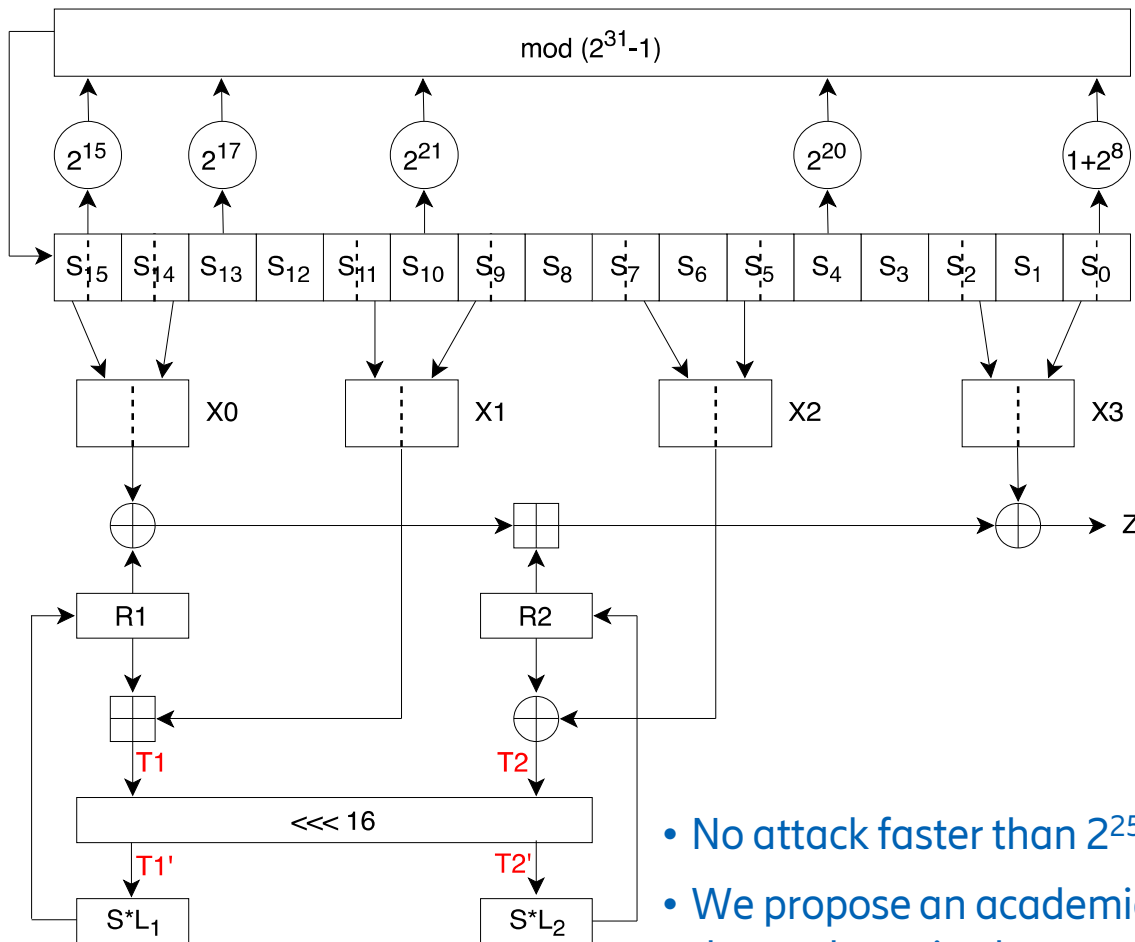 mod (2^31-1)
2^15 2^17 2^21 2^20 1+2^8
S15 S14 S13 S12 S11 S10 S9 S8 S7 S6 S5 S4 S3 S2 S1 S0
X0 X1 X2 X3
Z
R1 R2
T1 T2
<<< 16
• No attack faster than 2^25
T1' T2'
• We propose an academic
S*L1 S*L2